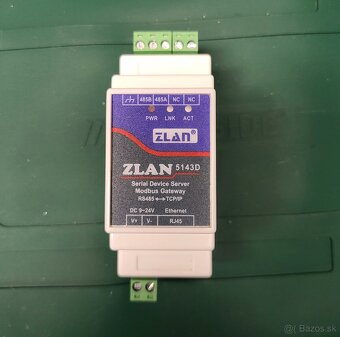 485B 485A NC NC
PWR LNK ACT
ZLAN®
ZLAN 5143D
Serial Device Server
Modbus Gateway
RS485 ↔ TCP/IP
DC 9~24V Ethernet
V+ V- RJ45
Bazos.sk